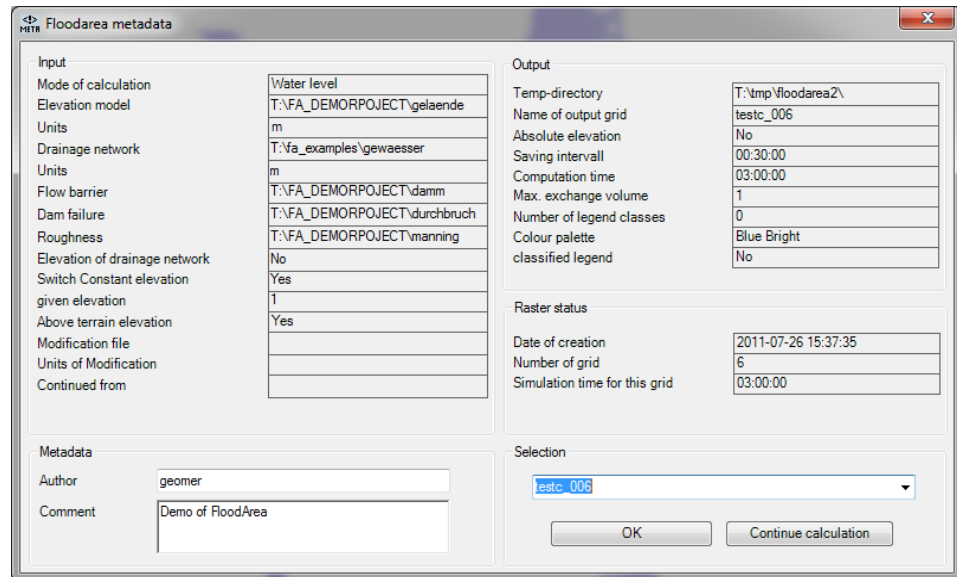 META Floodarea metadata
Input
Mode of calculation Water level
Elevation model T:\FA_DEMORPOJECT\gelaende
Units m
Drainage network T:\fa_examples\gewaesser
Units m
Flow barrier T:\FA_DEMORPOJECT\damm
Dam failure T:\FA_DEMORPOJECT\durchbruch
Roughness T:\FA_DEMORPOJECT\manning
Elevation of drainage network No
Switch Constant elevation Yes
given elevation 1
Above terrain elevation Yes
Modification file
Units of Modification
Continued from
Output
Temp-directory T:\tmp\floodarea2\
Name of output grid testc_006
Absolute elevation No
Saving intervall 00:30:00
Computation time 03:00:00
Max. exchange volume 1
Number of legend classes 0
Colour palette Blue Bright
classified legend No
Raster status
Date of creation 2011-07-26 15:37:35
Number of grid 6
Simulation time for this grid 03:00:00
Metadata
Author geomer
Comment Demo of FloodArea
Selection
testc_006
OK Continue calculation